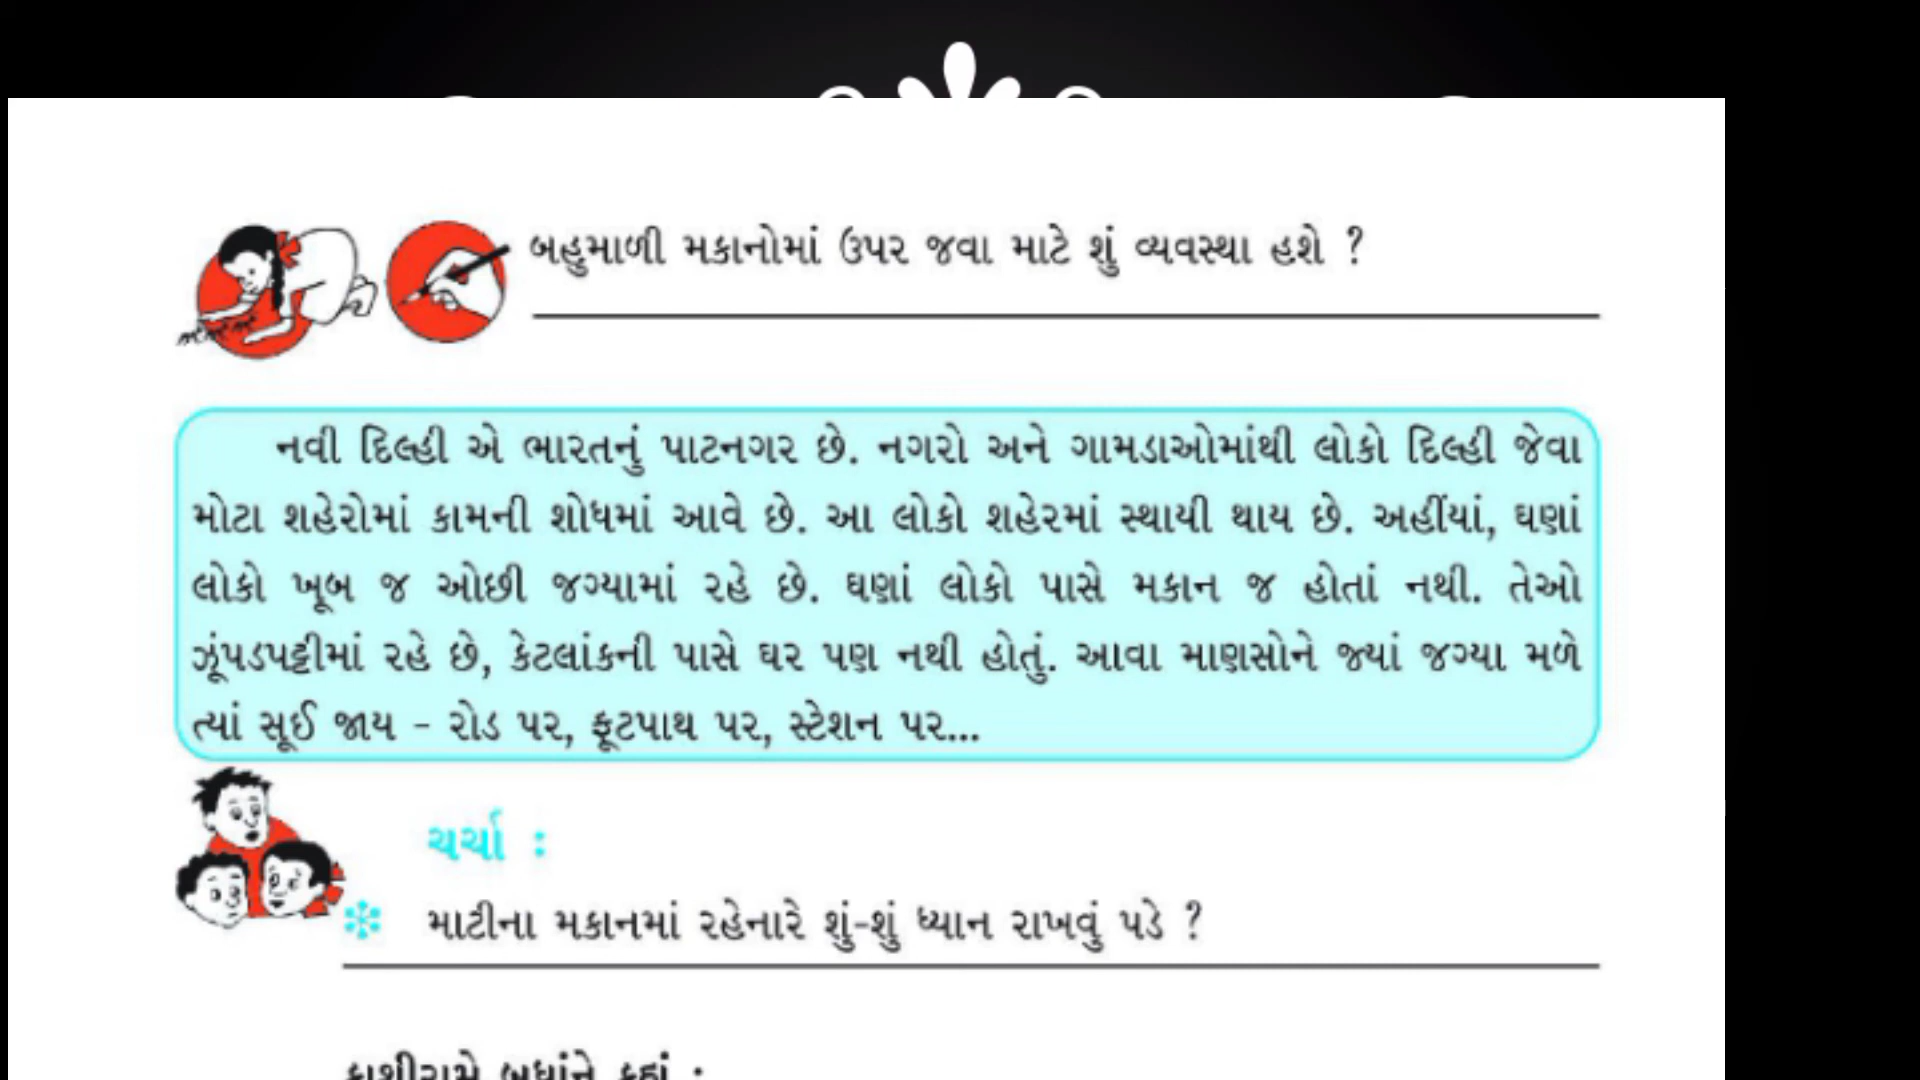 બહુમાળી મકાનોમાં ઉપર જવા માટે શું વ્યવસ્થા હશે ?
નવી દિલ્હી એ ભારતનું પાટનગર છે. નગરો અને ગામડાઓમાંથી લોકો દિલ્હી જેવા
મોટા શહેરોમાં કામની શોધમાં આવે છે. આ લોકો શહેરમાં સ્થાયી થાય છે. અહીંયાં, ઘણાં
લોકો ખૂબ જ ઓછી જગ્યામાં રહે છે. ઘણાં લોકો પાસે મકાન જ હોતાં નથી. તેઓ
ઝૂંપડપટ્ટીમાં રહે છે, કેટલાંકની પાસે ઘર પણ નથી હોતું. આવા માણસોને જ્યાં જગ્યા મળે
ત્યાં સૂઈ જાય - રોડ પર, ફૂટપાથ પર, સ્ટેશન પર...
ચર્ચા :
માટીના મકાનમાં રહેનારે શું-શું ધ્યાન રાખવું પડે ?
કાશીરામે બધાંને કહ્યાં :